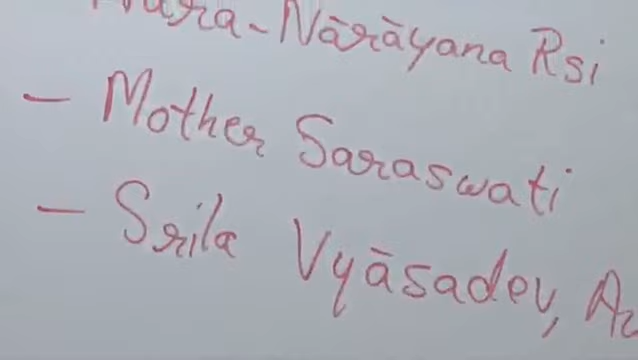 Nara-Nārāyana Rsi
- Mother Saraswati
- Srila Vyāsadev,